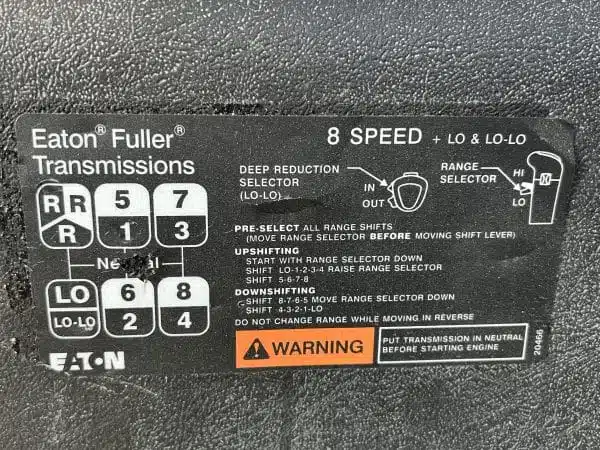 Eaton® Fuller®
Transmissions
8 SPEED + LO & LO-LO
DEEP REDUCTION
SELECTOR
(LO-LO)
IN
OUT
RANGE
SELECTOR
HI
LO
R R 5 7
R 1 3
Neutral
LO 6 8
LO-LO 2 4
PRE-SELECT ALL RANGE SHIFTS
(MOVE RANGE SELECTOR BEFORE MOVING SHIFT LEVER)
UPSHIFTING
START WITH RANGE SELECTOR DOWN
SHIFT LO-1-2-3-4 RAISE RANGE SELECTOR
SHIFT 5-6-7-8
DOWNSHIFTING
SHIFT 8-7-6-5 MOVE RANGE SELECTOR DOWN
SHIFT 4-3-2-1-LO
DO NOT CHANGE RANGE WHILE MOVING IN REVERSE
EATON
WARNING
PUT TRANSMISSION IN NEUTRAL
BEFORE STARTING ENGINE
20466